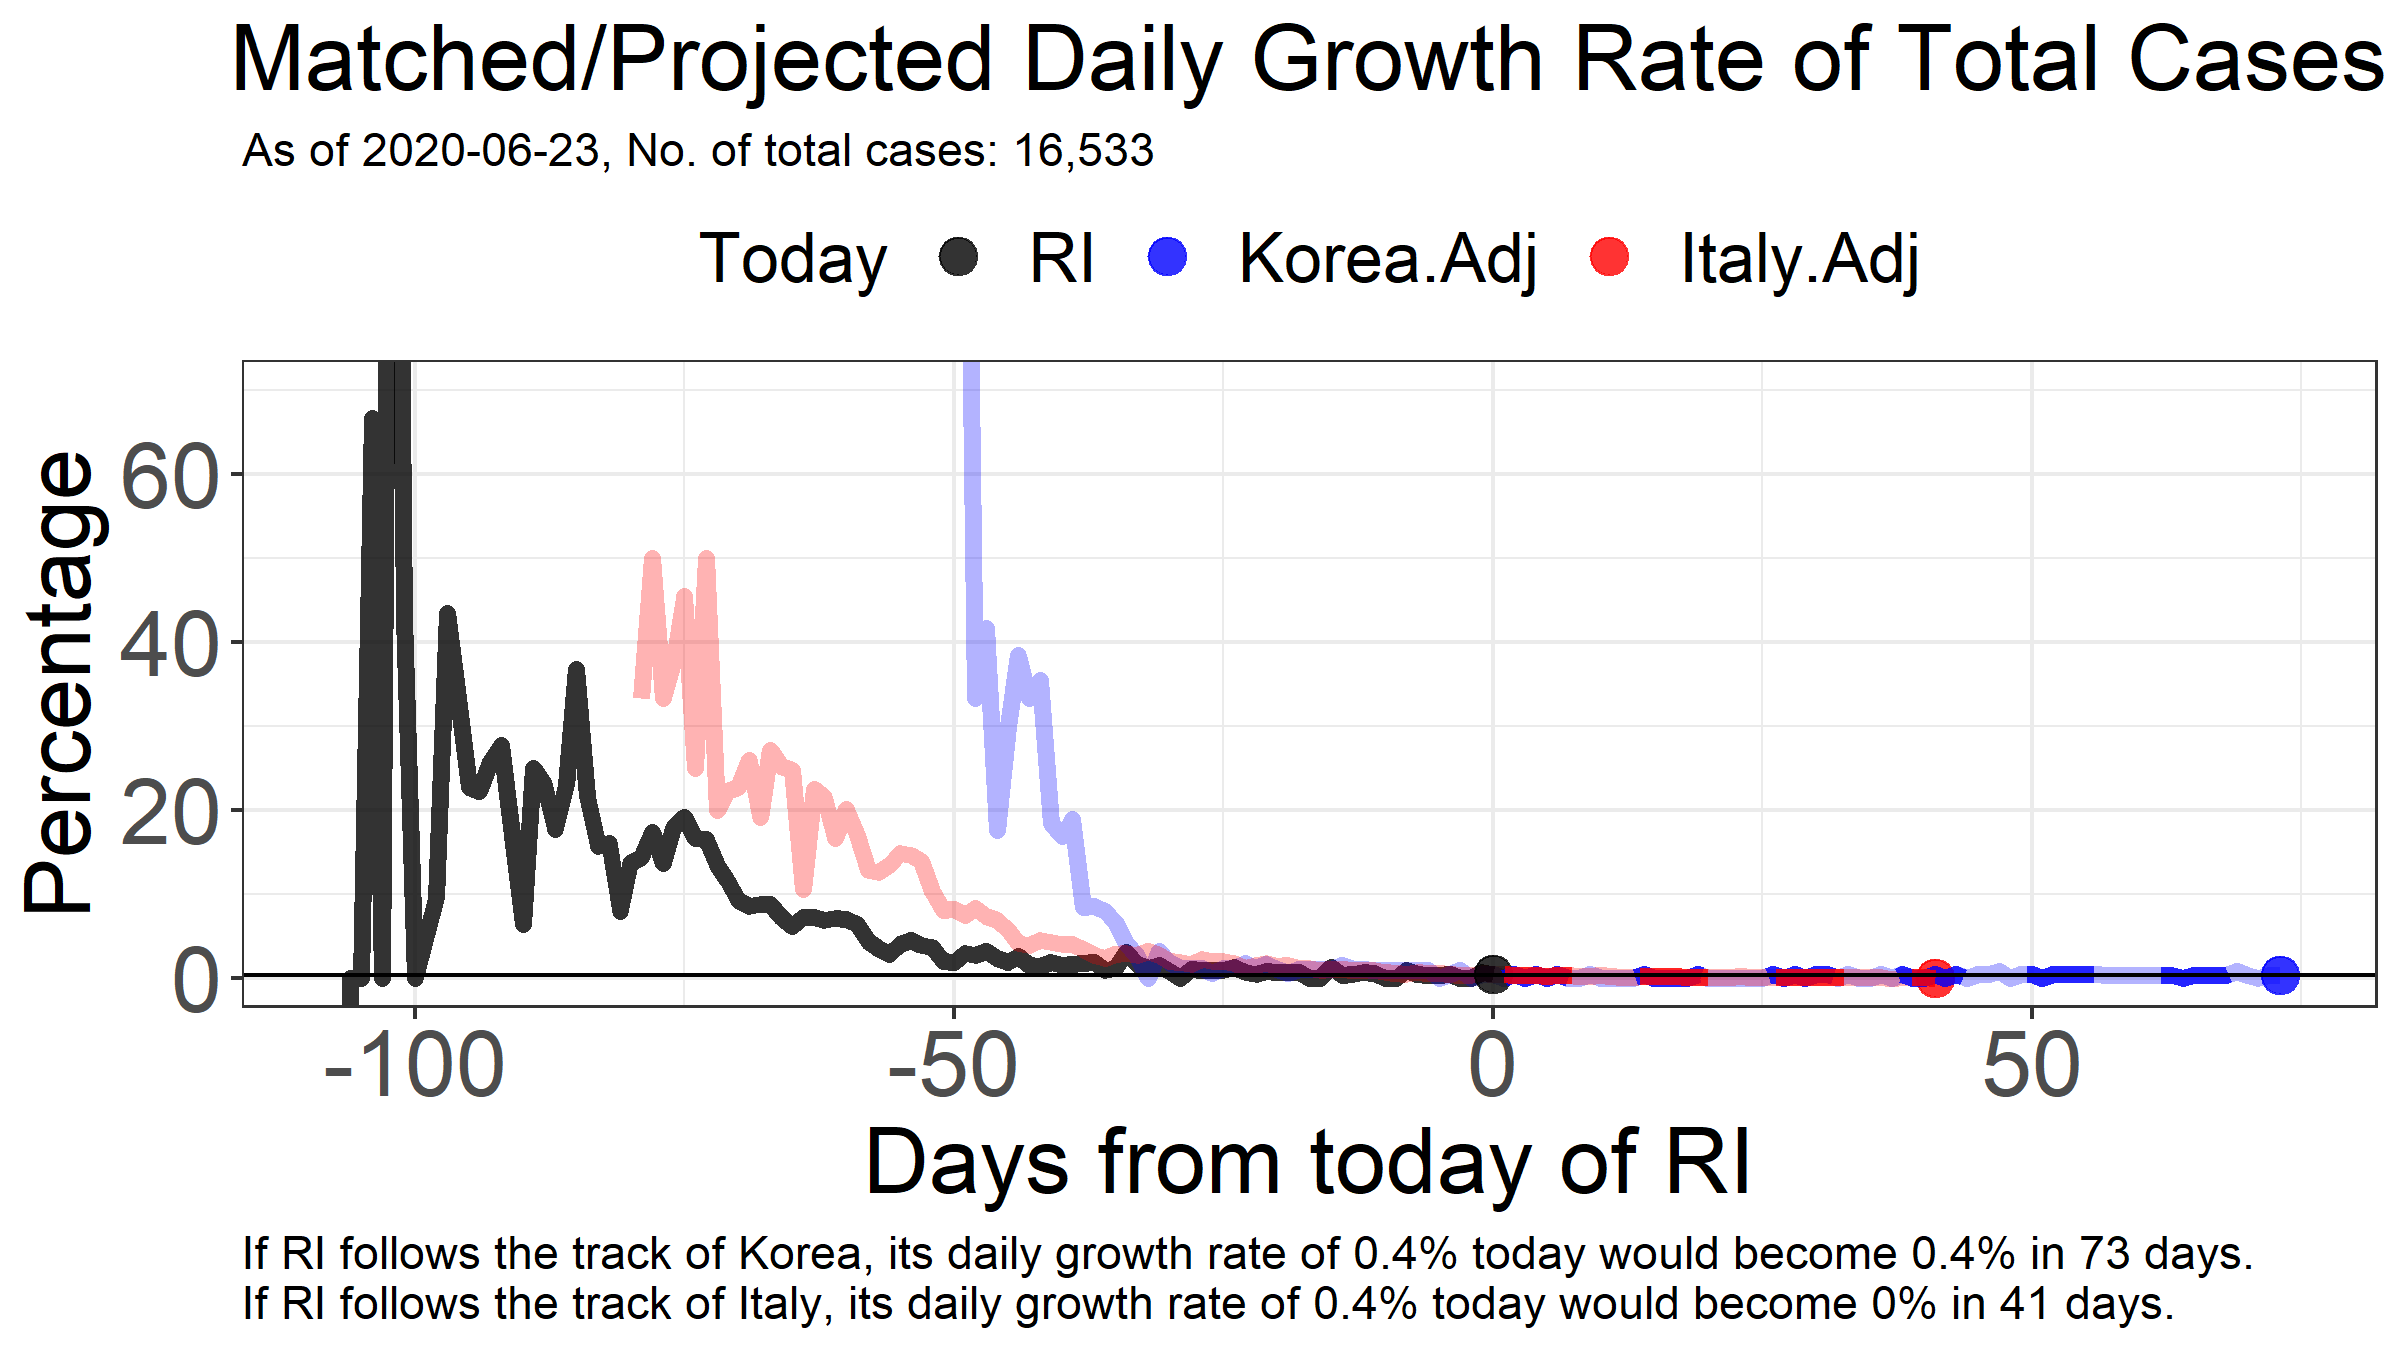 Matched/Projected Daily Growth Rate of Total Cases
As of 2020-06-23, No. of total cases: 16,533
Today RI Korea.Adj Italy.Adj
Percentage
60
40
20
0
-100 -50 0 50
Days from today of RI
If RI follows the track of Korea, its daily growth rate of 0.4% today would become 0.4% in 73 days.
If RI follows the track of Italy, its daily growth rate of 0.4% today would become 0% in 41 days.